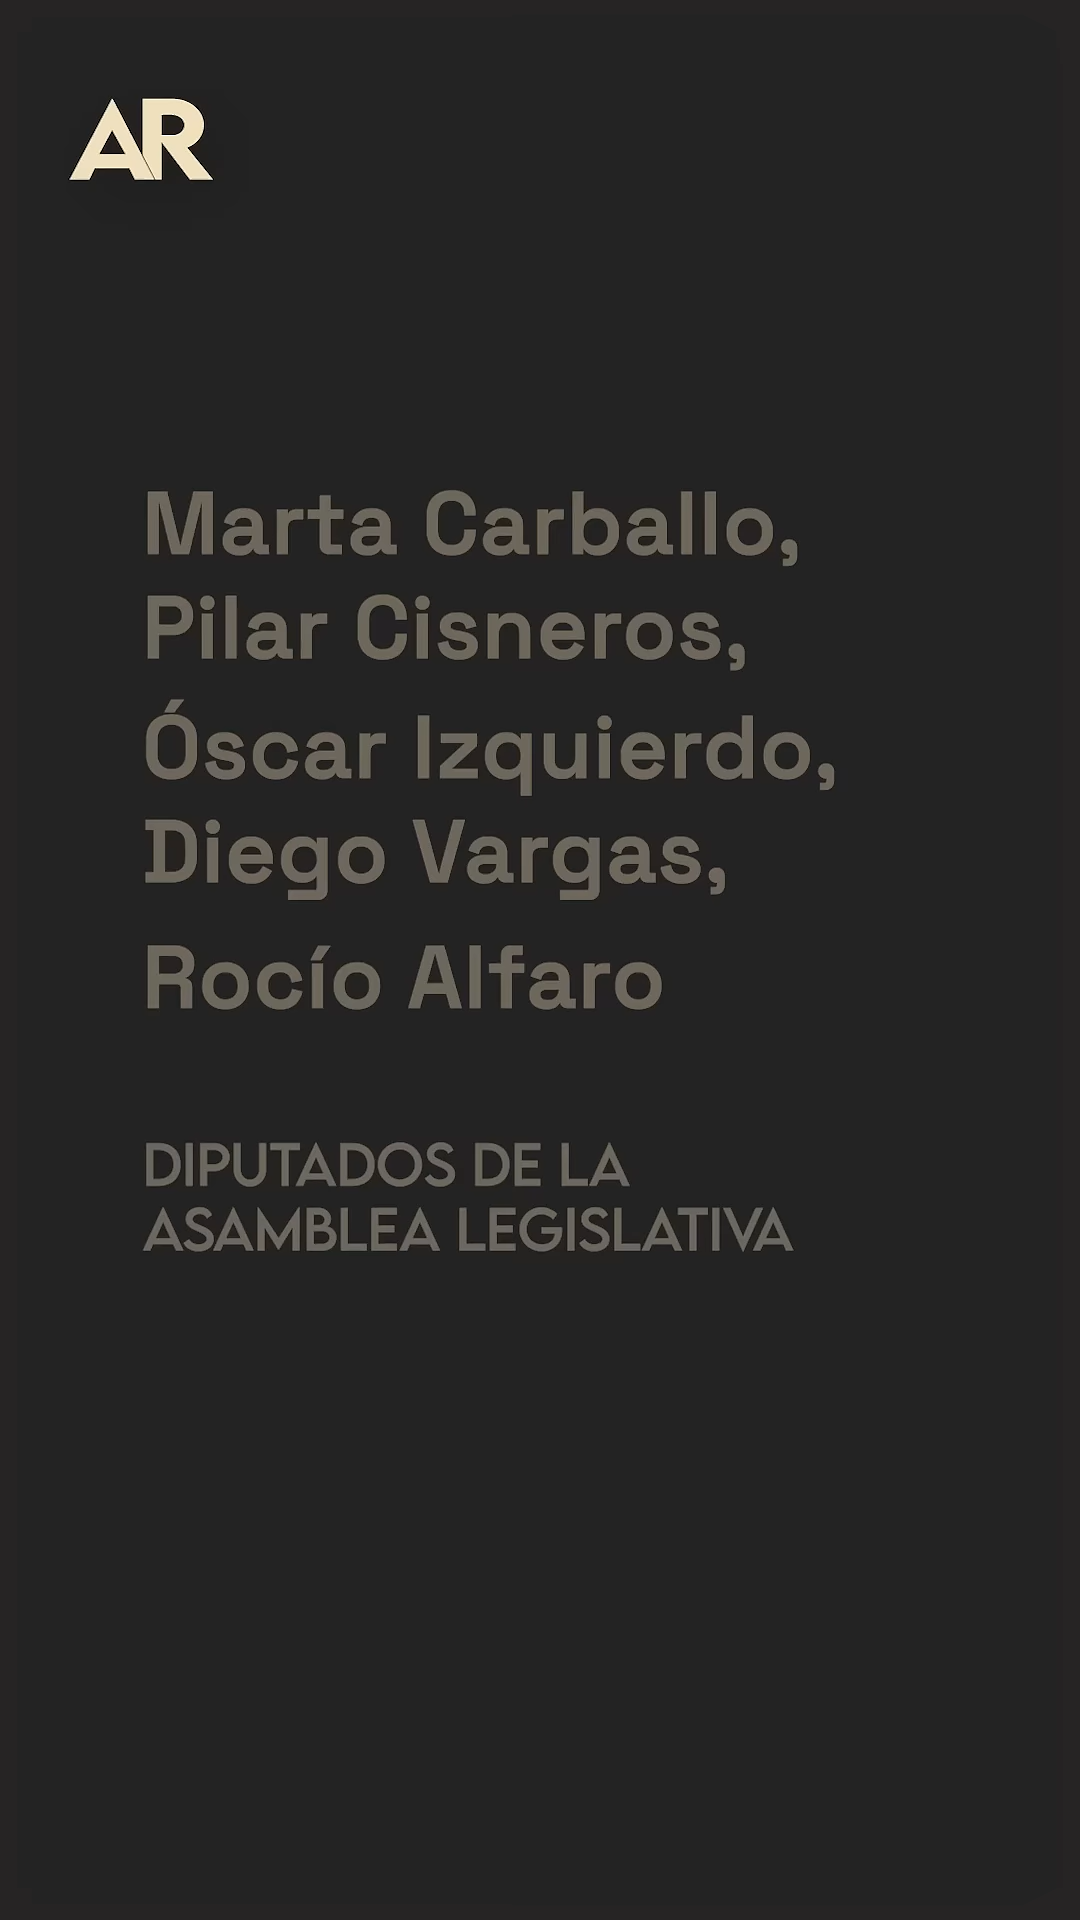 AR
Marta Carballo,
Pilar Cisneros,
Óscar Izquierdo,
Diego Vargas,
Rocío Alfaro
DIPUTADOS DE LA
ASAMBLEA LEGISLATIVA